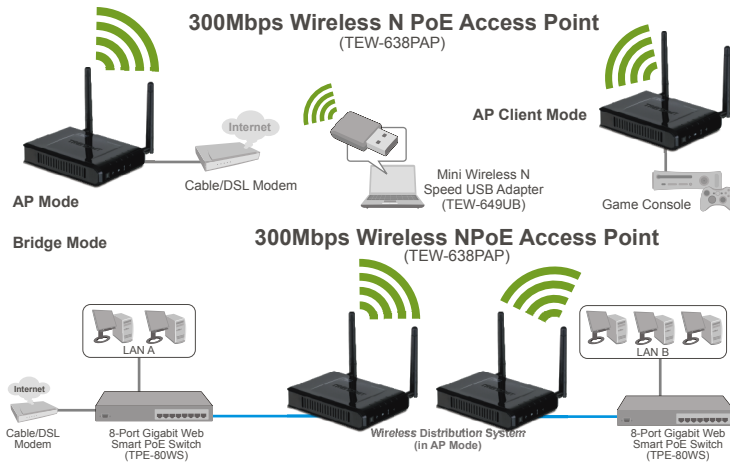 300Mbps Wireless N PoE Access Point
(TEW-638PAP)
AP Client Mode
Internet
Cable/DSL Modem
AP Mode
Mini Wireless N
Speed USB Adapter
(TEW-649UB)
Game Console
Bridge Mode
300Mbps Wireless NPoE Access Point
(TEW-638PAP)
LAN A
LAN B
Internet
Cable/DSL
Modem
8-Port Gigabit Web
Smart PoE Switch
(TPE-80WS)
Wireless Distribution System
(in AP Mode)
8-Port Gigabit Web
Smart PoE Switch
(TPE-80WS)